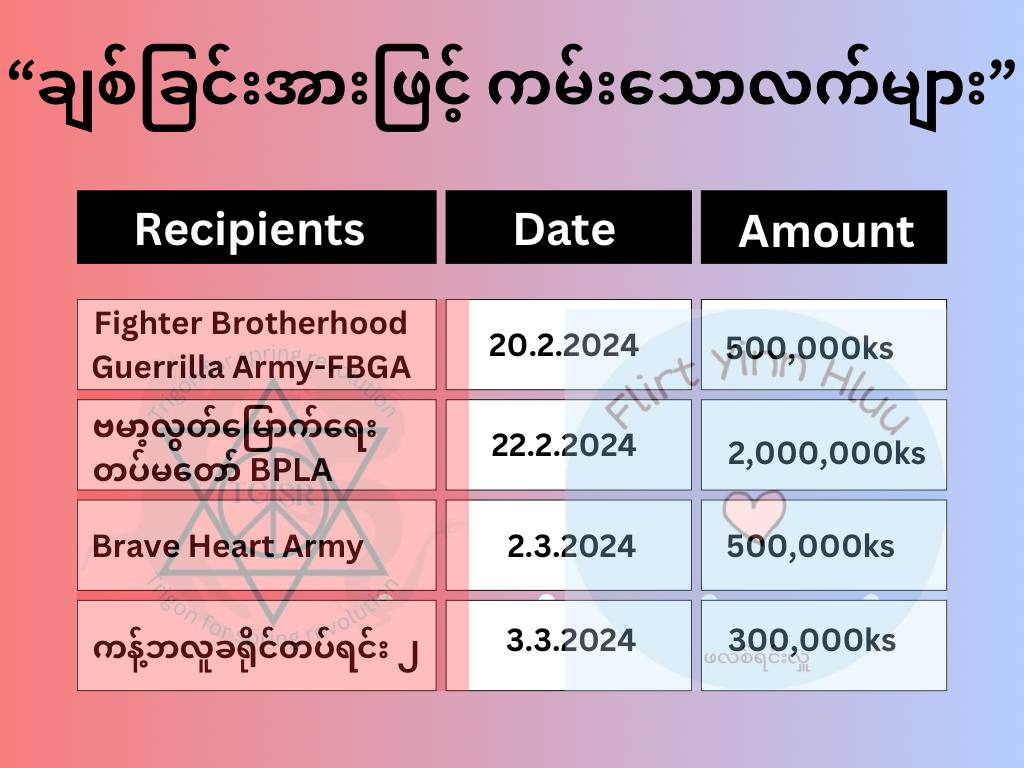 “ချစ်ခြင်းအားဖြင့် ကမ်းသောလက်များ”
Recipients Date Amount
Fighter Brotherhood
Guerrilla Army-FBGA 20.2.2024 500,000ks
ဗမာ့လွတ်မြောက်ရေး
တပ်မတော် BPLA 22.2.2024 2,000,000ks
Brave Heart Army 2.3.2024 500,000ks
ကန့်ဘလူခရိုင်တပ်ရင်း ၂ 3.3.2024 300,000ks
Trigon for spring revolution
TGSR
Trigon for spring revolution
Flirt Yinn Hluu
ဖလစ်ရင်းလှူ